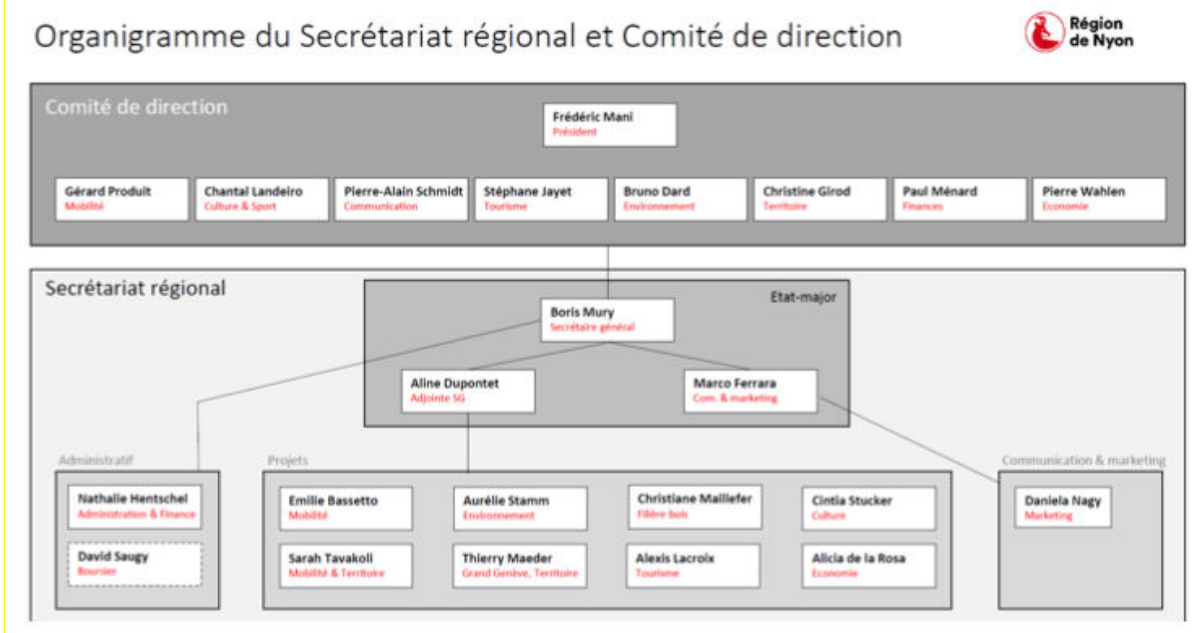 Organigramme du Secrétariat régional et Comité de direction
Région
de Nyon
Comité de direction
Frédéric Mani
Président
Gérard Produit
Mobilité
Chantal Landeiro
Culture & Sport
Pierre-Alain Schmidt
Communication
Stéphane Jayet
Tourisme
Bruno Dard
Environnement
Christine Girod
Territoire
Paul Ménard
Finances
Pierre Wahlen
Economie
Secrétariat régional
Etat-major
Boris Mury
Secrétaire général
Aline Dupontet
Adjointe SG
Marco Ferrara
Com. & marketing
Administratif
Nathalie Hentschel
Administration & Finance
David Saugy
Boursier
Projets
Emilie Bassetto
Mobilité
Aurélie Stamm
Environnement
Christiane Maillefer
Filière bois
Cintia Stucker
Culture
Sarah Tavakoli
Mobilité & Territoire
Thierry Maeder
Grand Genève, Territoire
Alexis Lacroix
Tourisme
Alicia de la Rosa
Economie
Communication & marketing
Daniela Nagy
Marketing